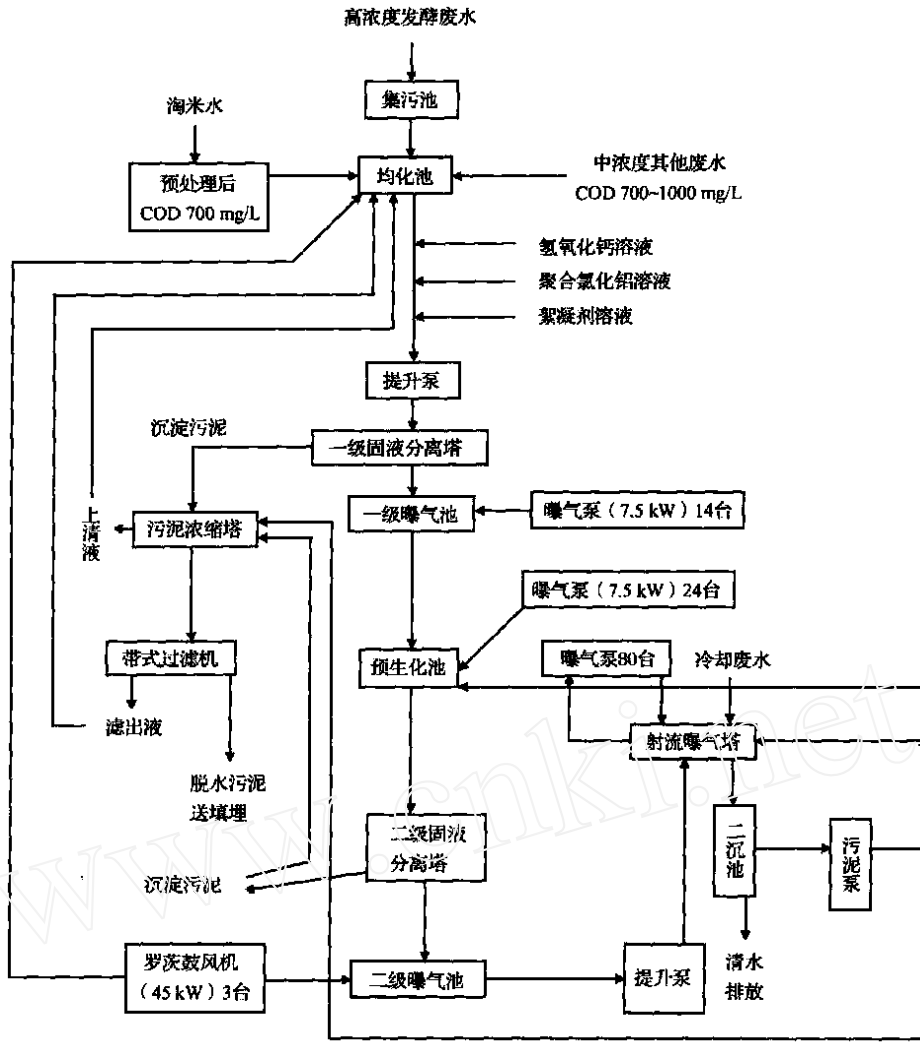 高浓度发酵废水
集污池
淘米水
预处理后
COD 700 mg/L
均化池
中浓度其他废水
COD 700~1000 mg/L
氢氧化钙溶液
聚合氯化铝溶液
絮凝剂溶液
提升泵
沉淀污泥
一级固液分离塔
上清液
污泥浓缩塔
一级曝气池
曝气泵（7.5 kW）14台
曝气泵（7.5 kW）24台
带式过滤机
预生化池
曝气泵80台
冷却废水
滤出液
射流曝气塔
脱水污泥
送填埋
二级固液
分离塔
二沉池
污泥泵
沉淀污泥
罗茨鼓风机
（45 kW）3台
二级曝气池
提升泵
清水
排放
www.cnki.net